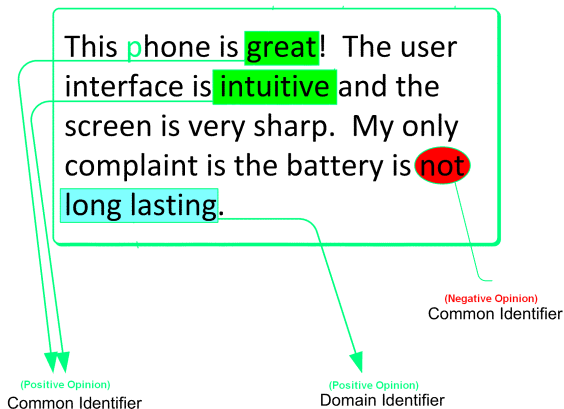 This phone is great! The user
interface is intuitive and the
screen is very sharp. My only
complaint is the battery is not
long lasting.
(Negative Opinion)
Common Identifier
(Positive Opinion)
Common Identifier
(Positive Opinion)
Domain Identifier